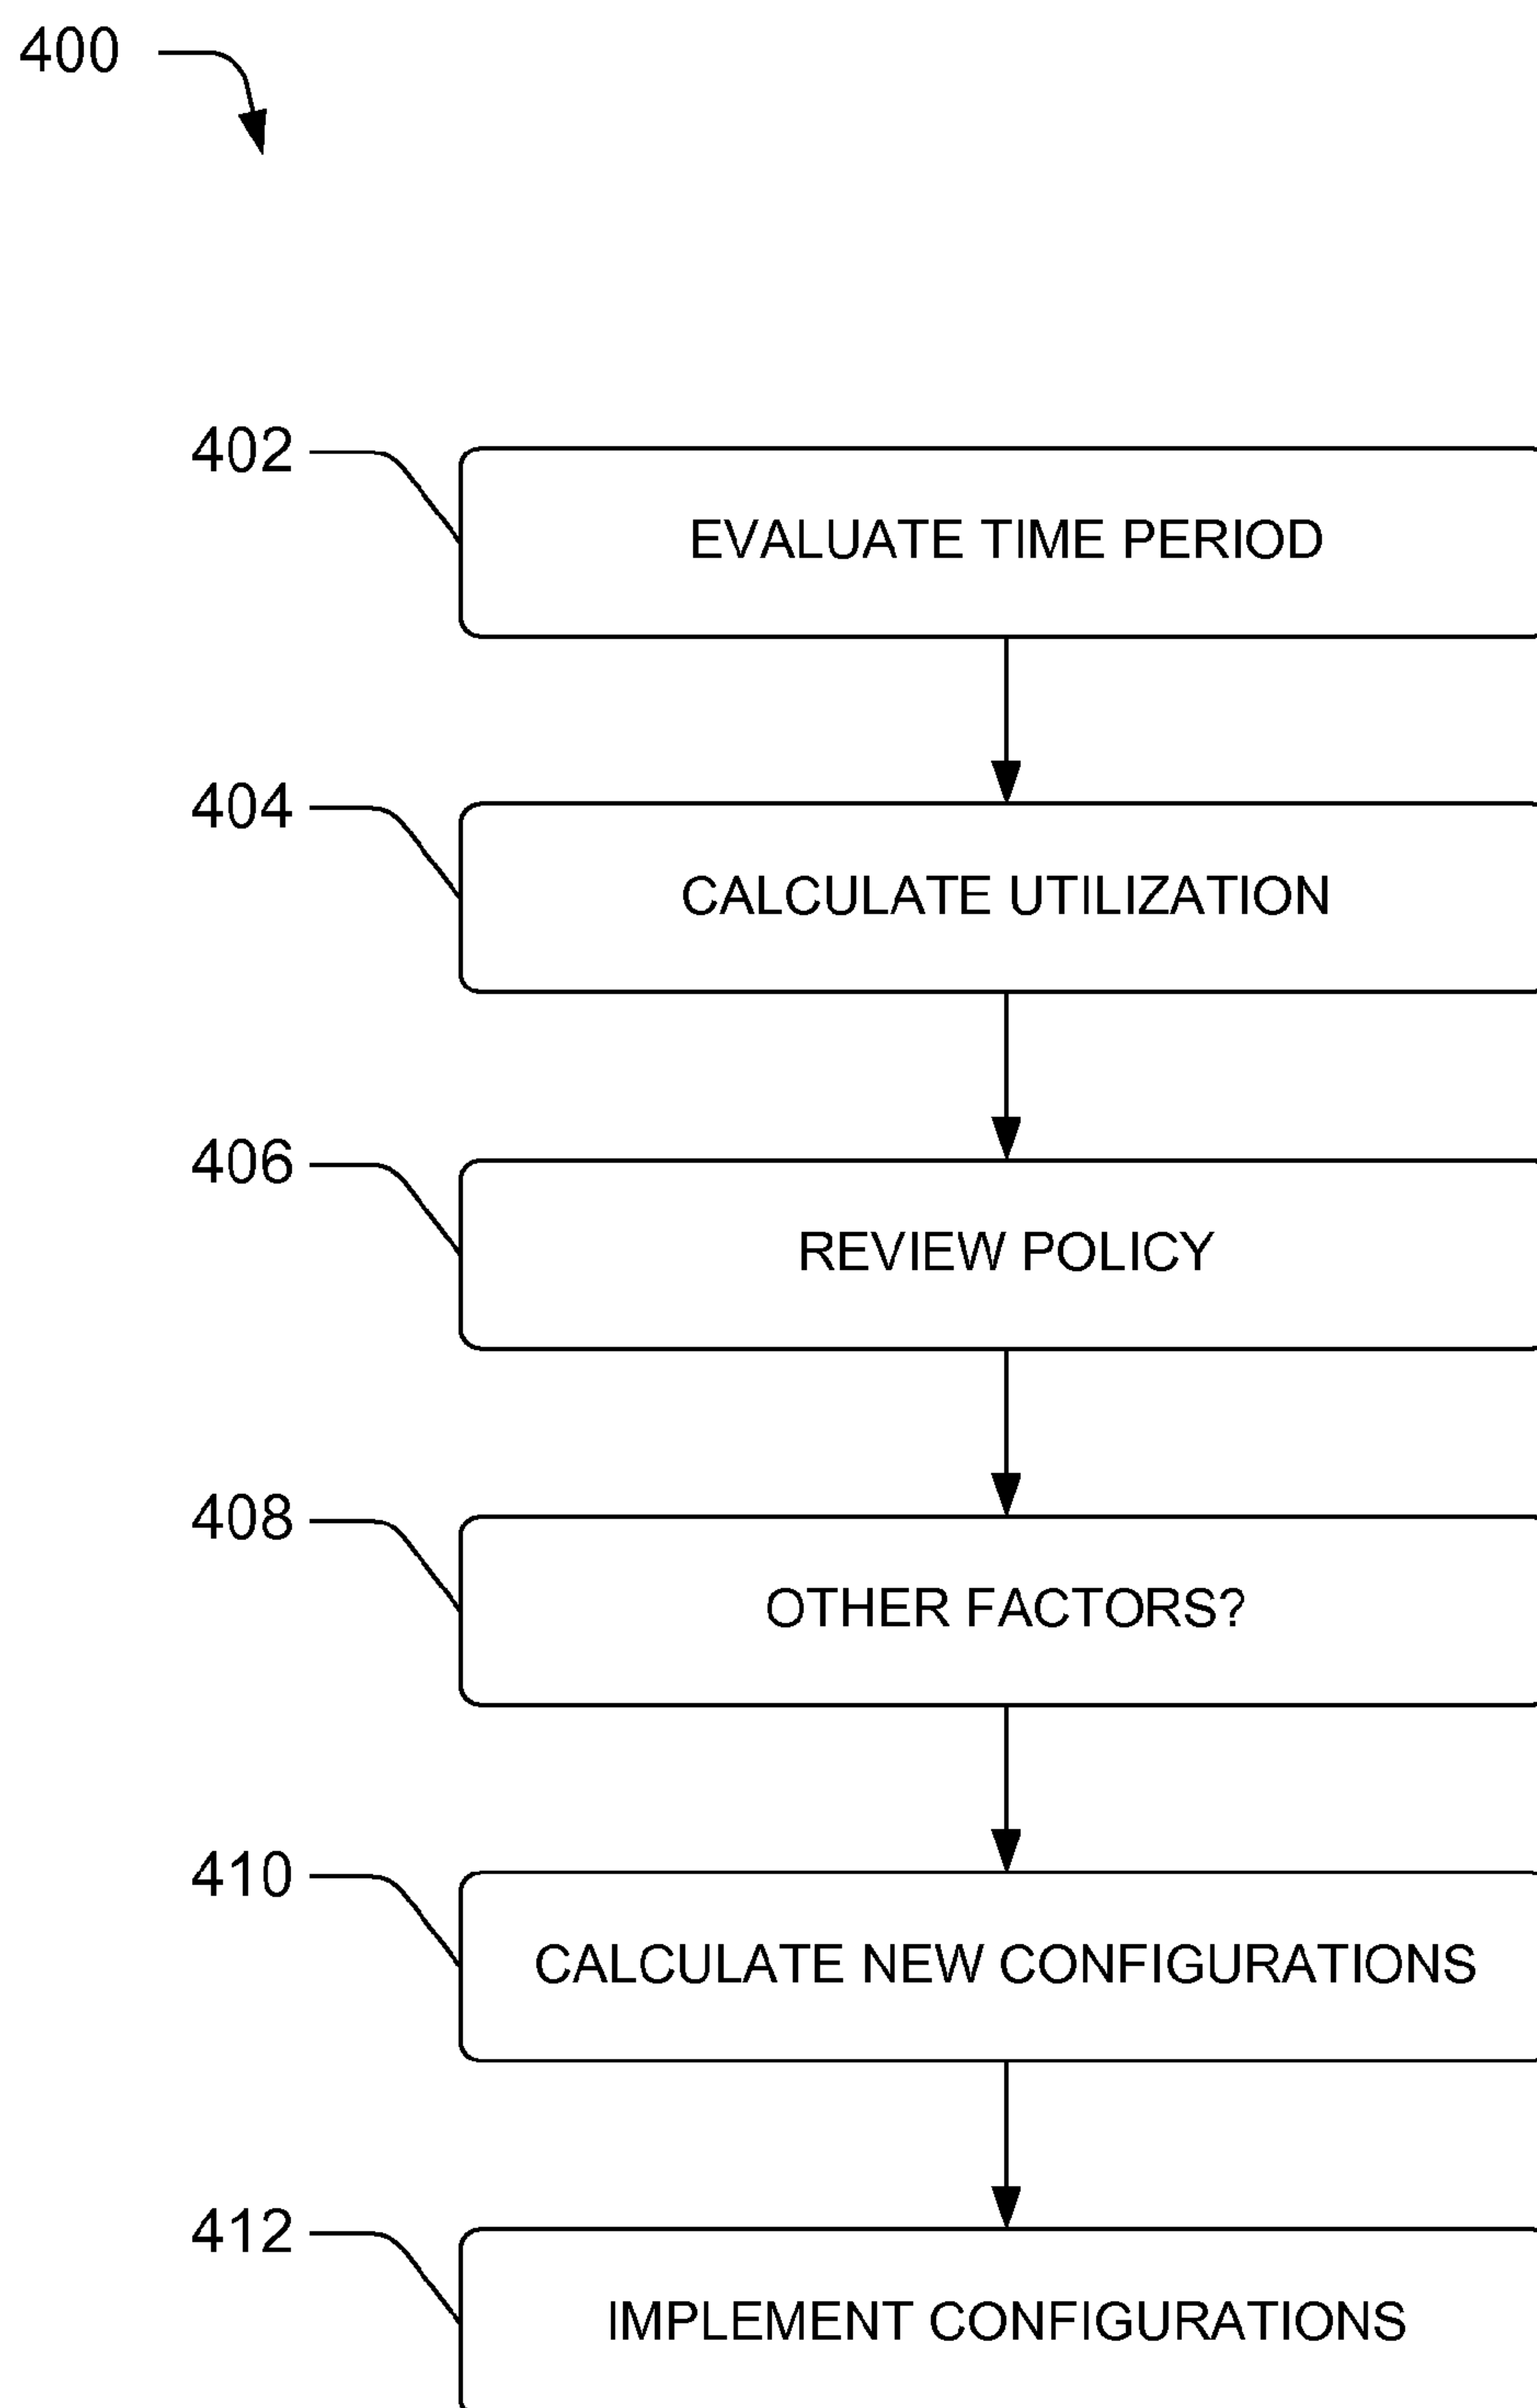 400
402
EVALUATE TIME PERIOD
404
CALCULATE UTILIZATION
406
REVIEW POLICY
408
OTHER FACTORS?
410
CALCULATE NEW CONFIGURATIONS
412
IMPLEMENT CONFIGURATIONS